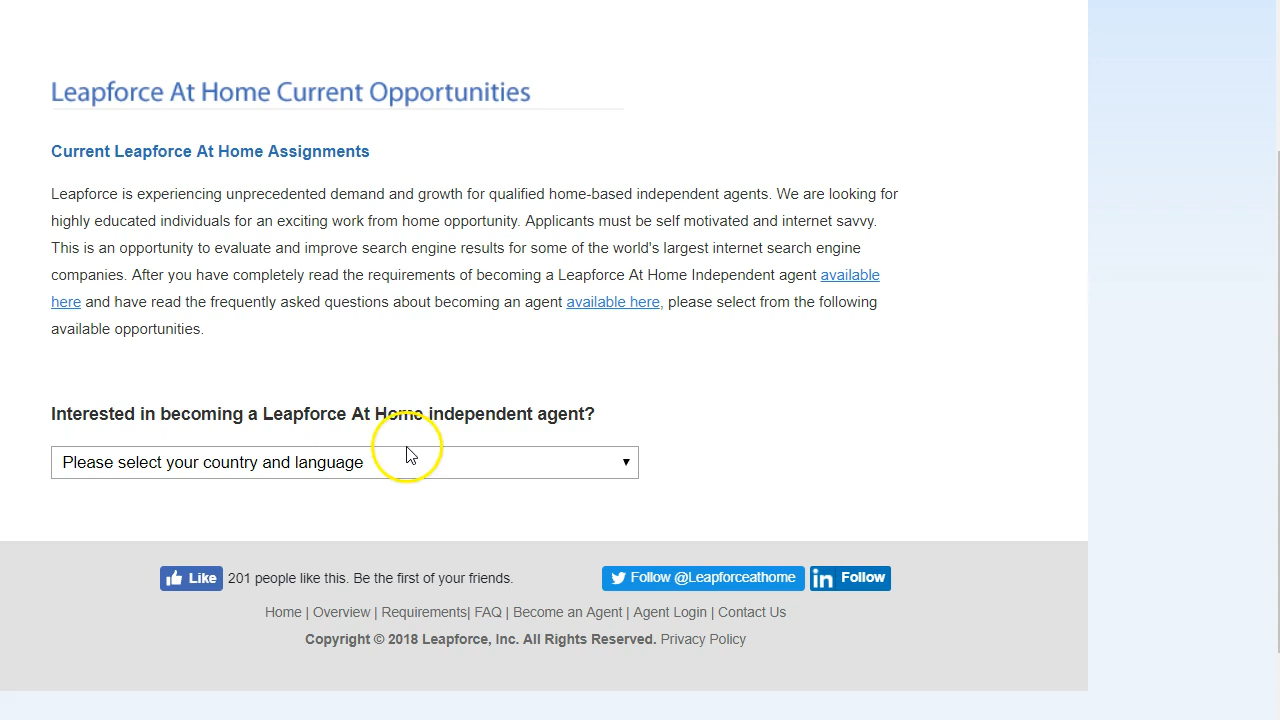 Leapforce At Home Current Opportunities
Current Leapforce At Home Assignments
Leapforce is experiencing unprecedented demand and growth for qualified home-based independent agents. We are looking for
highly educated individuals for an exciting work from home opportunity. Applicants must be self motivated and internet savvy.
This is an opportunity to evaluate and improve search engine results for some of the world's largest internet search engine
companies. After you have completely read the requirements of becoming a Leapforce At Home Independent agent available
here and have read the frequently asked questions about becoming an agent available here, please select from the following
available opportunities.
Interested in becoming a Leapforce At Home independent agent?
Please select your country and language
Like 201 people like this. Be the first of your friends. Follow @Leapforceathome in Follow
Home | Overview | Requirements| FAQ | Become an Agent | Agent Login | Contact Us
Copyright © 2018 Leapforce, Inc. All Rights Reserved. Privacy Policy